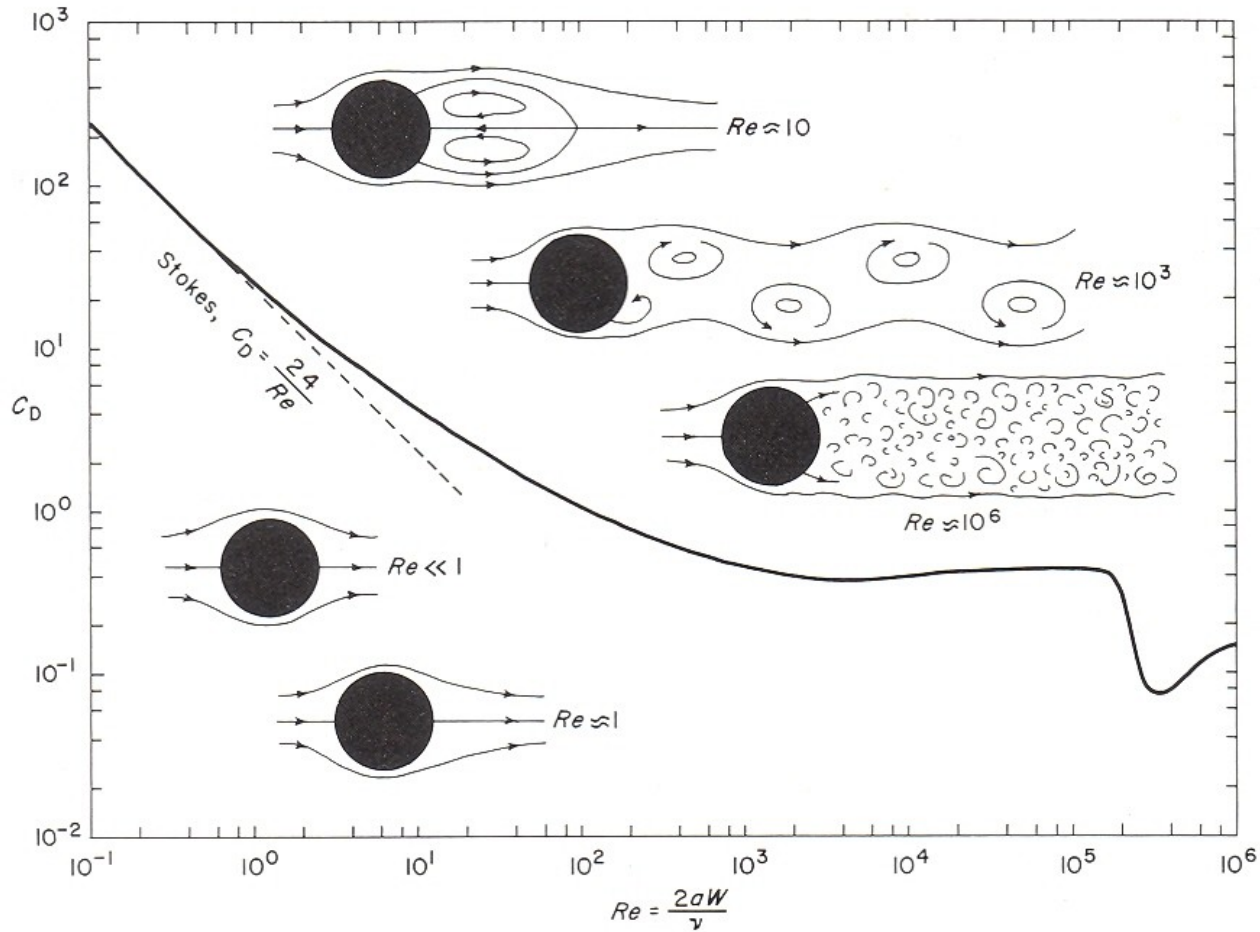 10³
10²
10¹
10⁰
10⁻¹
10⁻²
C_D
Re≈10
Re≈10³
Re≈10⁶
Stokes, C_D = 24/Re
Re≪1
Re≈1
10⁻¹ 10⁰ 10¹ 10² 10³ 10⁴ 10⁵ 10⁶
Re = 2aW/ν